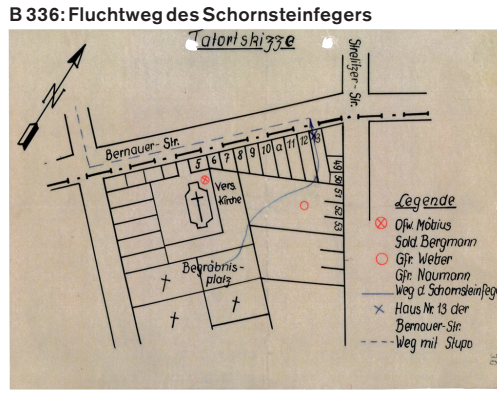 B 336: Fluchtweg des Schornsteinfegers
Tatortskizze
Strelitzer-Str.
N
Bernauer-Str.
5 6 7 8 9 10 a 11 12 13
Vers.
Kirche
49
50
51
52
53
Begräbnis-
platz
Legende
Ofw. Möbius
Sold. Bergmann
Gfr. Weber
Gfr. Naumann
Weg d. Schornsteinfege
Haus Nr. 13 der
Bernauer-Str.
Weg mit Stupo